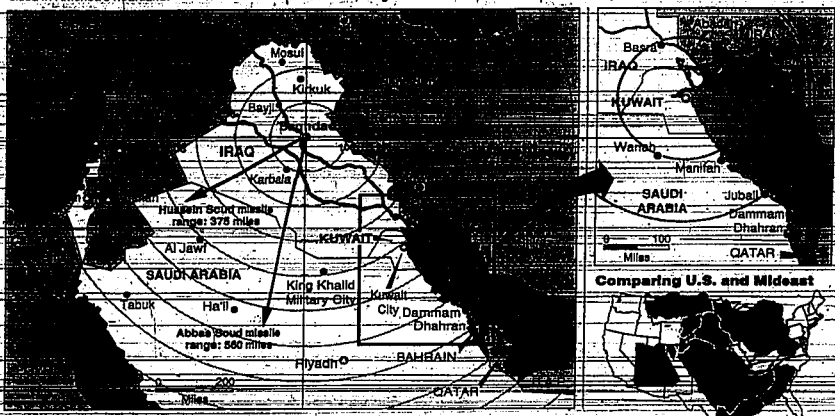 Mosul
Kirkuk
Bayji
Baghdad
IRAQ
Karbala
Hussein Scud missile
range: 375 miles
KUWAIT
Al Jawf
SAUDI ARABIA
King Khalid
Military City
Kuwait
City
Tabuk
Ha'il
Dammam
Dhahran
Abbas Scud missile
range: 560 miles
Riyadh
BAHRAIN
QATAR
0 200
Miles
Basra
IRAQ
KUWAIT
Wariah
Manifah
SAUDI
ARABIA
Jubail
Dammam
Dhahran
0 100
Miles
QATAR
Comparing U.S. and Mideast